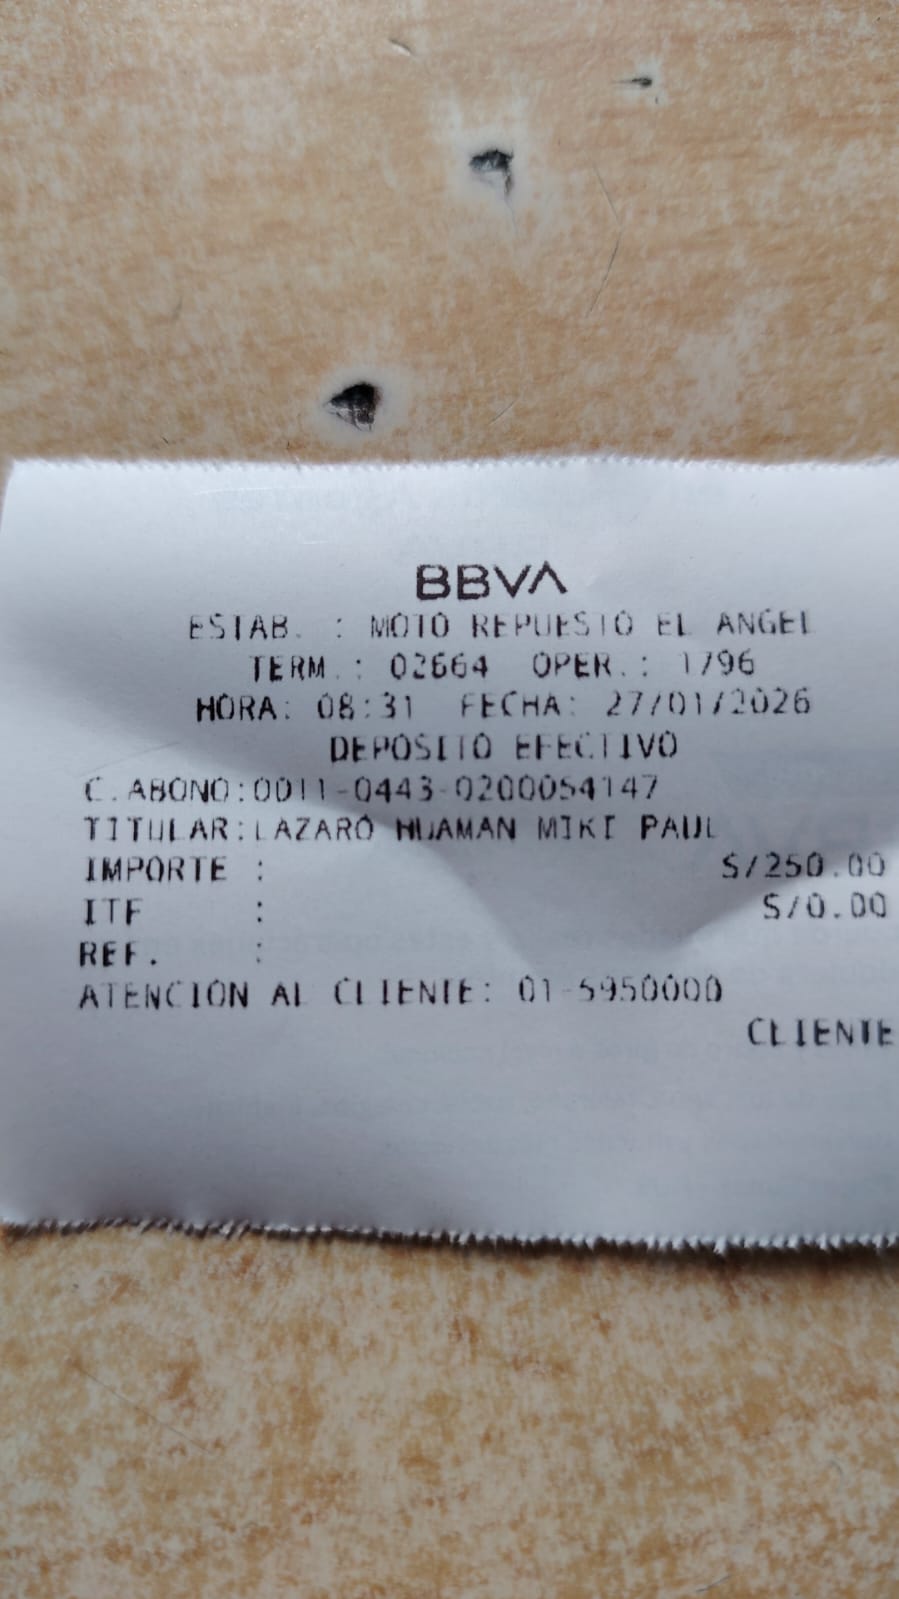 BBVA
ESTAB. : MOTO REPUESTO EL ANGEL
TERM.: 02664 OPER.: 1796
HORA: 08:31 FECHA: 27/01/2026
DEPOSITO EFECTIVO
C.ABONO:0011-0443-0200054147
TITULAR:LAZARO HUAMAN MIKI PAUL
IMPORTE : S/250.00
ITF : S/0.00
REF. :
ATENCION AL CLIENTE: 01-5950000
CLIENTE